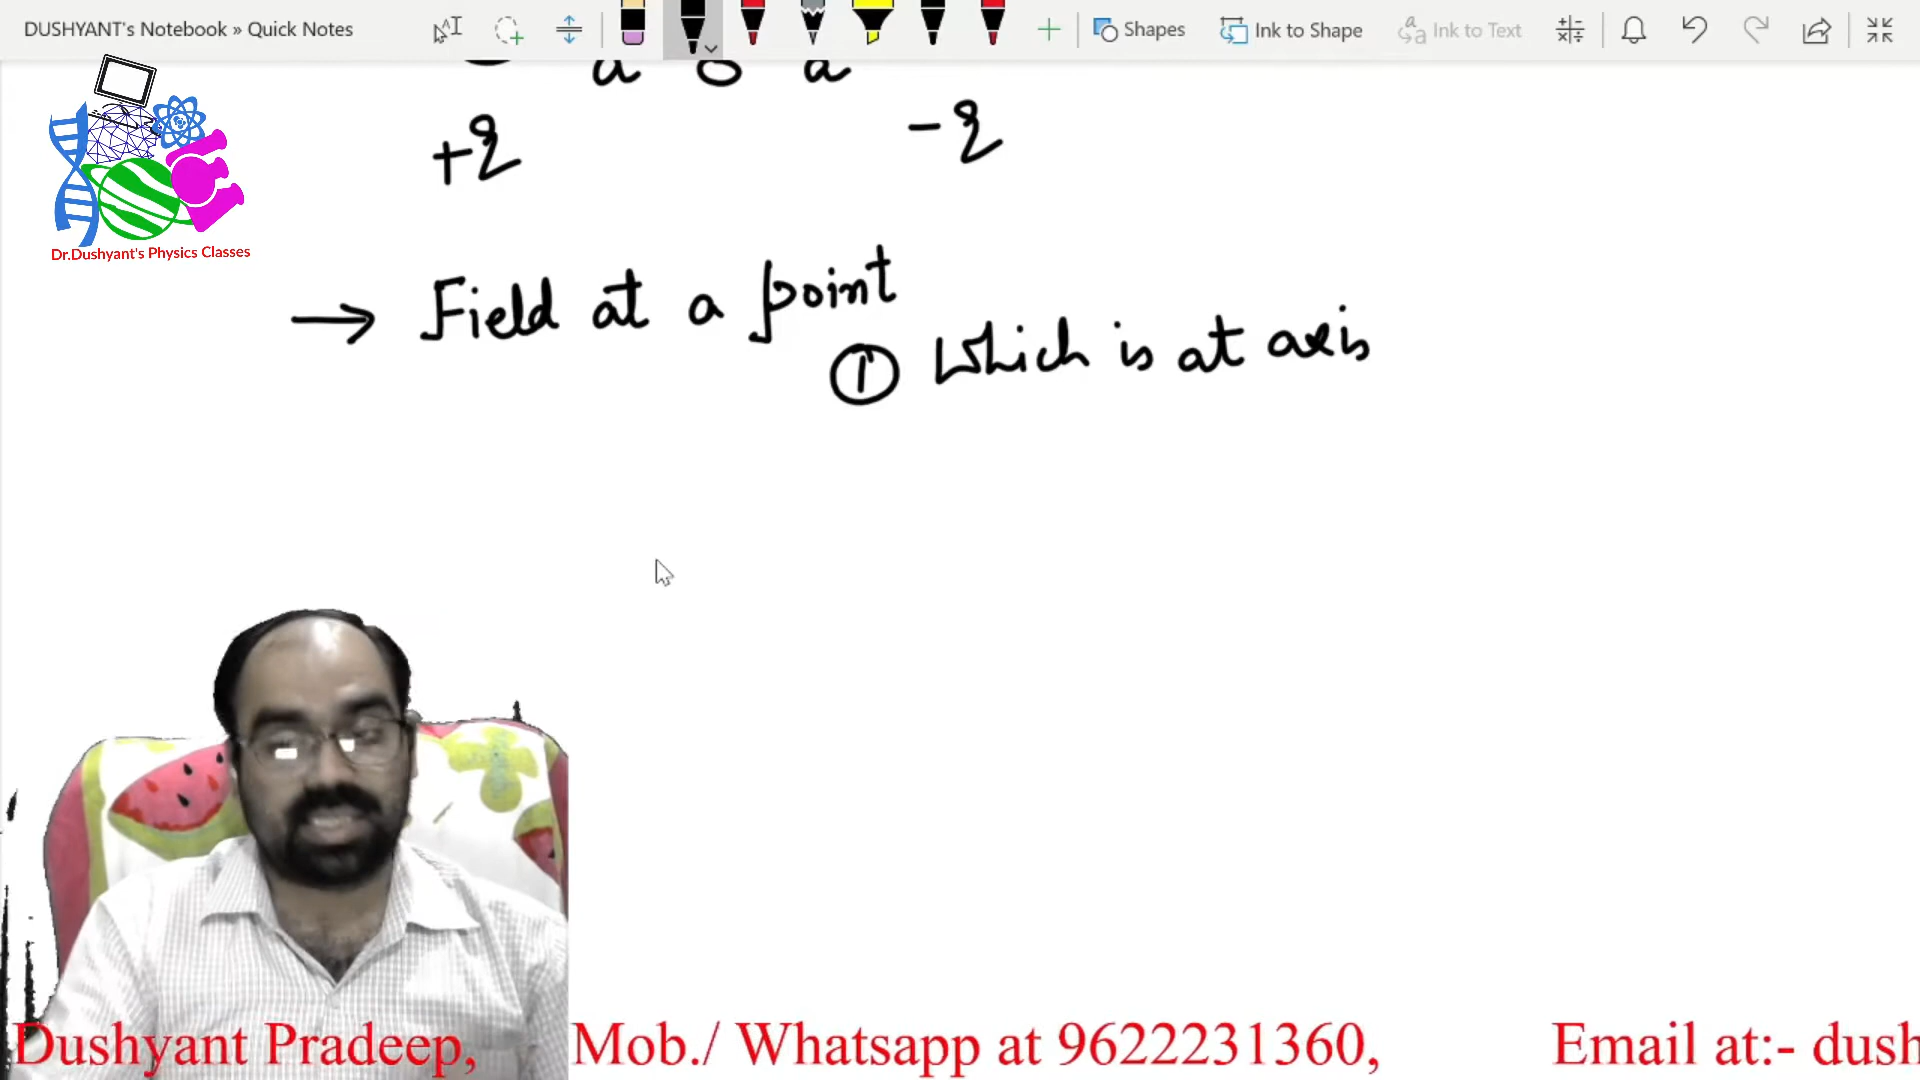 DUSHYANT's Notebook » Quick Notes
Shapes
Ink to Shape
Ink to Text
a o a
+q -q
Dr.Dushyant's Physics Classes
→ Field at a point
① Which is at axis
Dushyant Pradeep, Mob./ Whatsapp at 9622231360, Email at:- dush